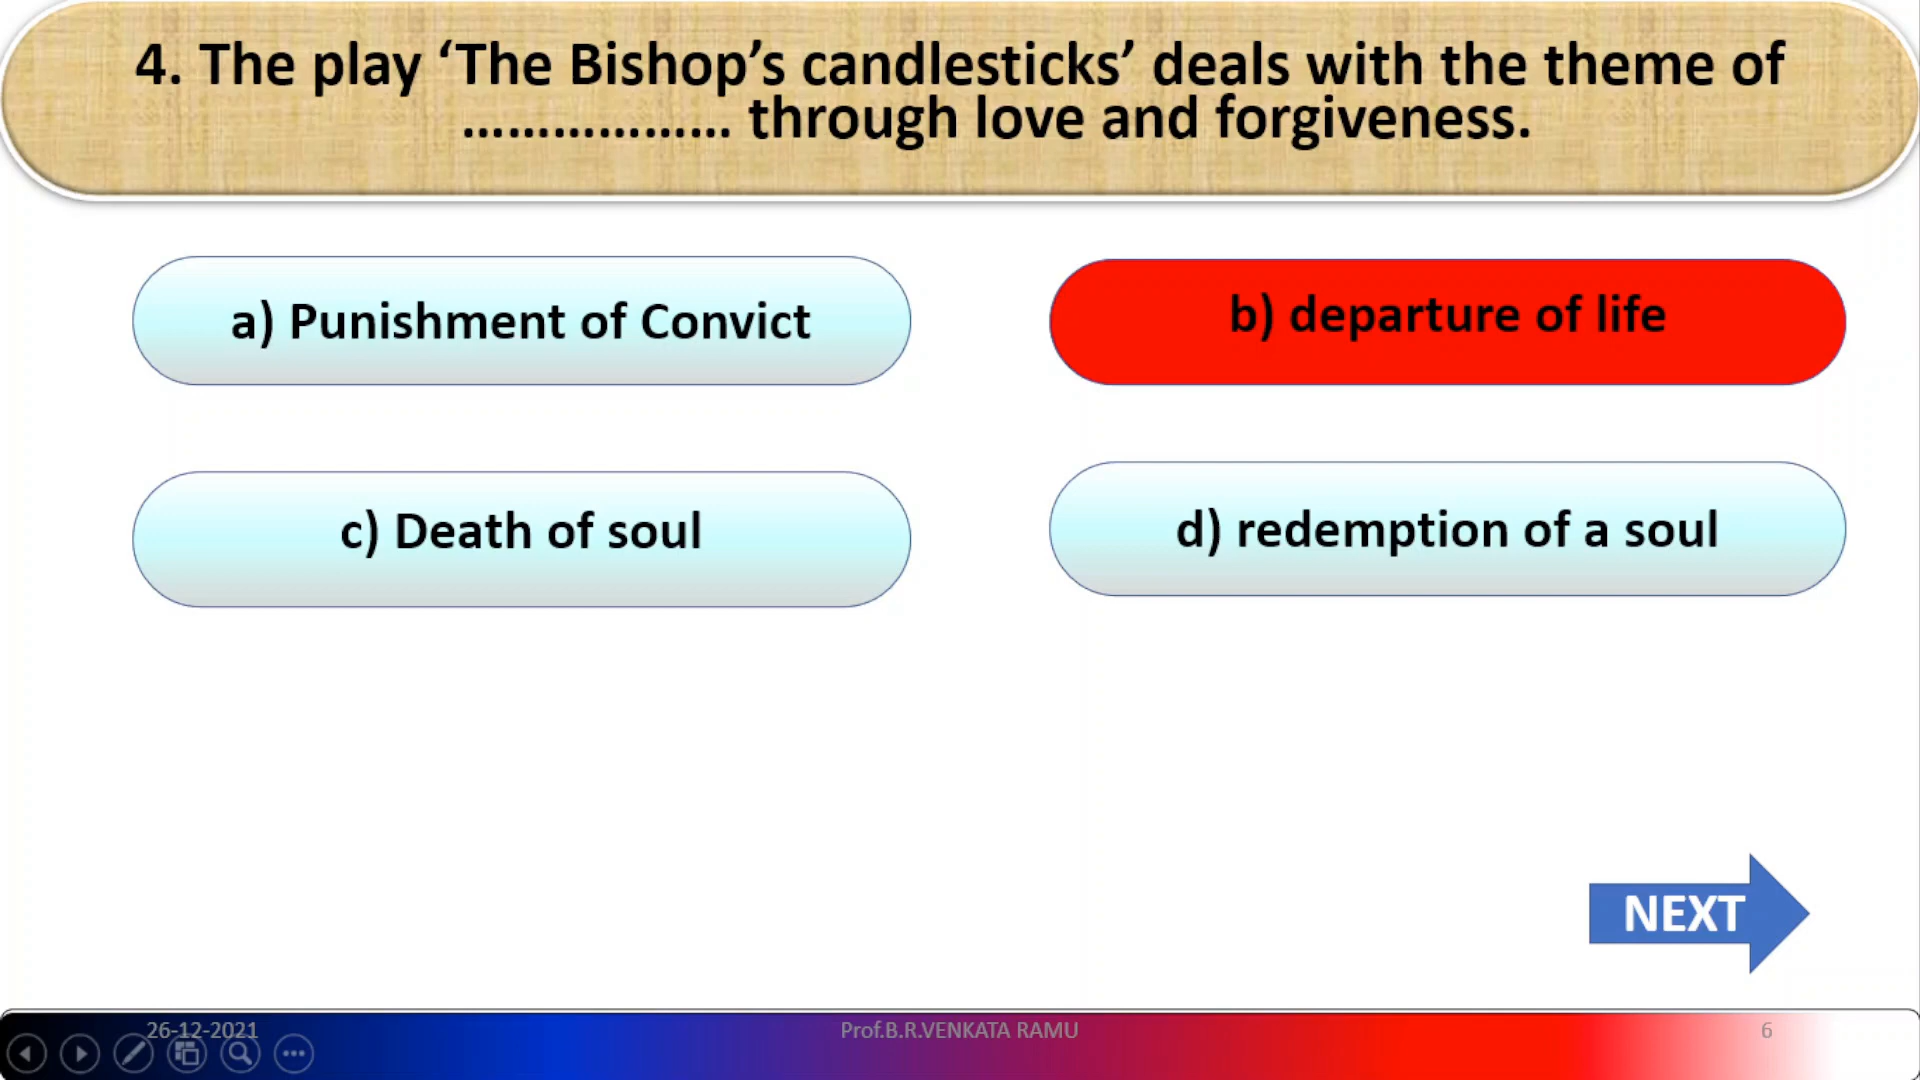 4. The play ‘The Bishop’s candlesticks’ deals with the theme of
.................. through love and forgiveness.
a) Punishment of Convict
b) departure of life
c) Death of soul
d) redemption of a soul
NEXT
26-12-2021
Prof.B.R.VENKATA RAMU
6